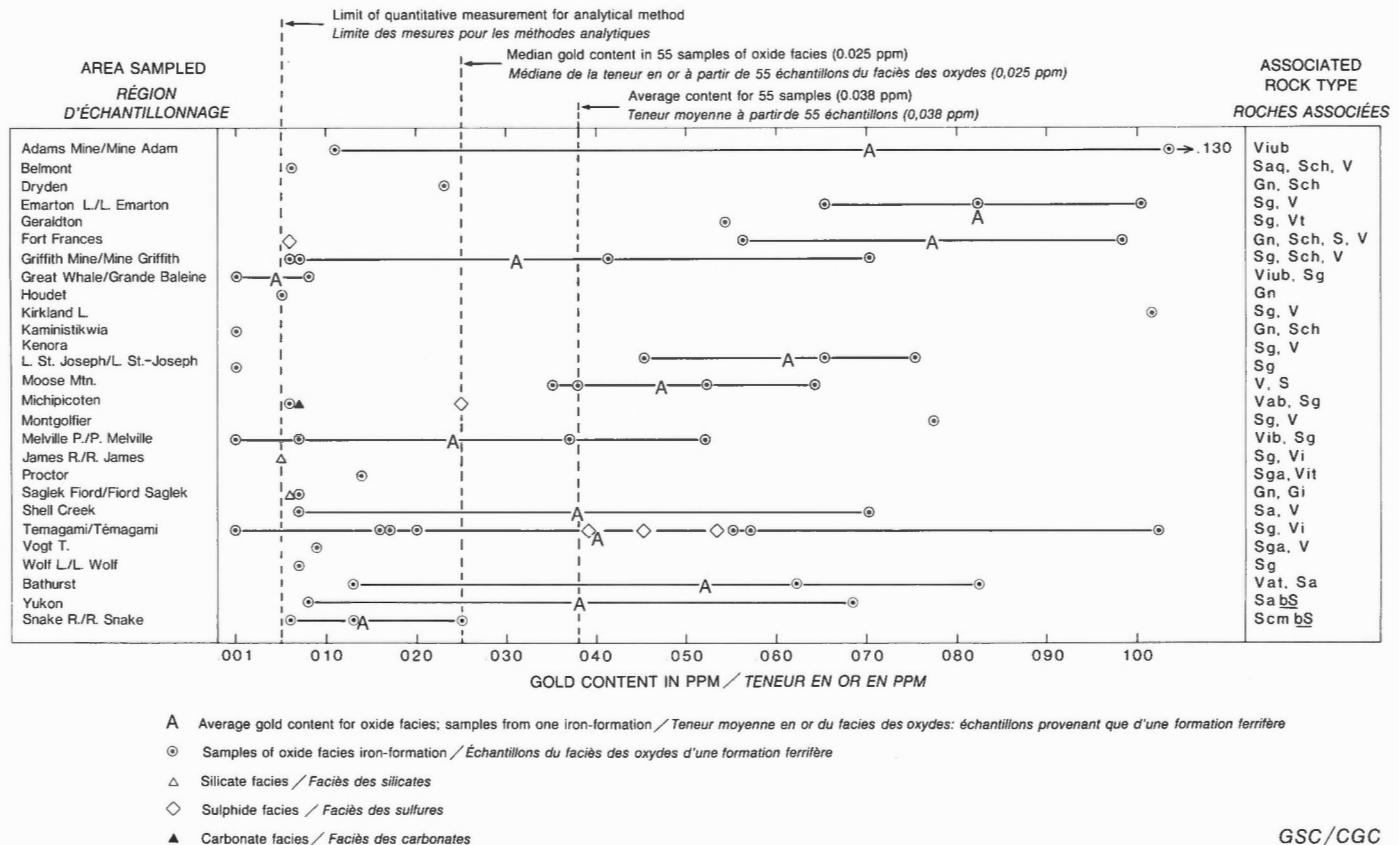 Limit of quantitative measurement for analytical method
Limite des mesures pour les méthodes analytiques
Median gold content in 55 samples of oxide facies (0.025 ppm)
Médiane de la teneur en or à partir de 55 échantillons du faciès des oxydes (0,025 ppm)
Average content for 55 samples (0.038 ppm)
Teneur moyenne à partir de 55 échantillons (0,038 ppm)
AREA SAMPLED
RÉGION
D'ÉCHANTILLONNAGE
ASSOCIATED
ROCK TYPE
ROCHES ASSOCIÉES
Adams Mine/Mine Adam A .130 Viub
Belmont Saq, Sch, V
Dryden Gn, Sch
Emarton L./L. Emarton A Sg, V
Geraldton Sg, Vt
Fort Frances A Gn, Sch, S, V
Griffith Mine/Mine Griffith A Sg, Sch, V
Great Whale/Grande Baleine A Viub, Sg
Houdet Gn
Kirkland L. Sg, V
Kaministikwia Gn, Sch
Kenora A Sg, V
L. St. Joseph/L. St.-Joseph Sg
Moose Mtn. A V, S
Michipicoten Vab, Sg
Montgolfier Sg, V
Melville P./P. Melville A Vib, Sg
James R./R. James Sg, Vi
Proctor Sga, Vit
Saglek Fiord/Fiord Saglek Gn, Gi
Shell Creek A Sa, V
Temagami/Témagami A Sg, Vi
Vogt T. Sga, V
Wolf L./L. Wolf Sg
Bathurst A Vat, Sa
Yukon A Sa bS
Snake R./R. Snake A Scm bS
.001 .010 .020 .030 .040 .050 .060 .070 .080 .090 .100
GOLD CONTENT IN PPM / TENEUR EN OR EN PPM
A Average gold content for oxide facies; samples from one iron-formation / Teneur moyenne en or du facies des oxydes: échantillons provenant que d'une formation ferrifère
Samples of oxide facies iron-formation / Échantillons du faciès des oxydes d'une formation ferrifère
Silicate facies / Faciès des silicates
Sulphide facies / Faciès des sulfures
Carbonate facies / Faciès des carbonates
GSC/CGC